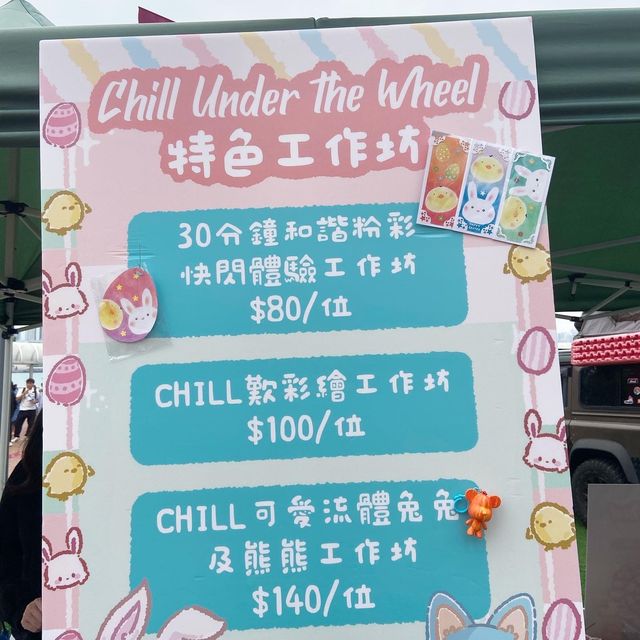 Chill Under the Wheel
特色工作坊
30分鐘和諧粉彩
快閃體驗工作坊
$80/位
CHILL歎彩繪工作坊
$100/位
CHILL可愛流體兔兔
及熊熊工作坊
$140/位